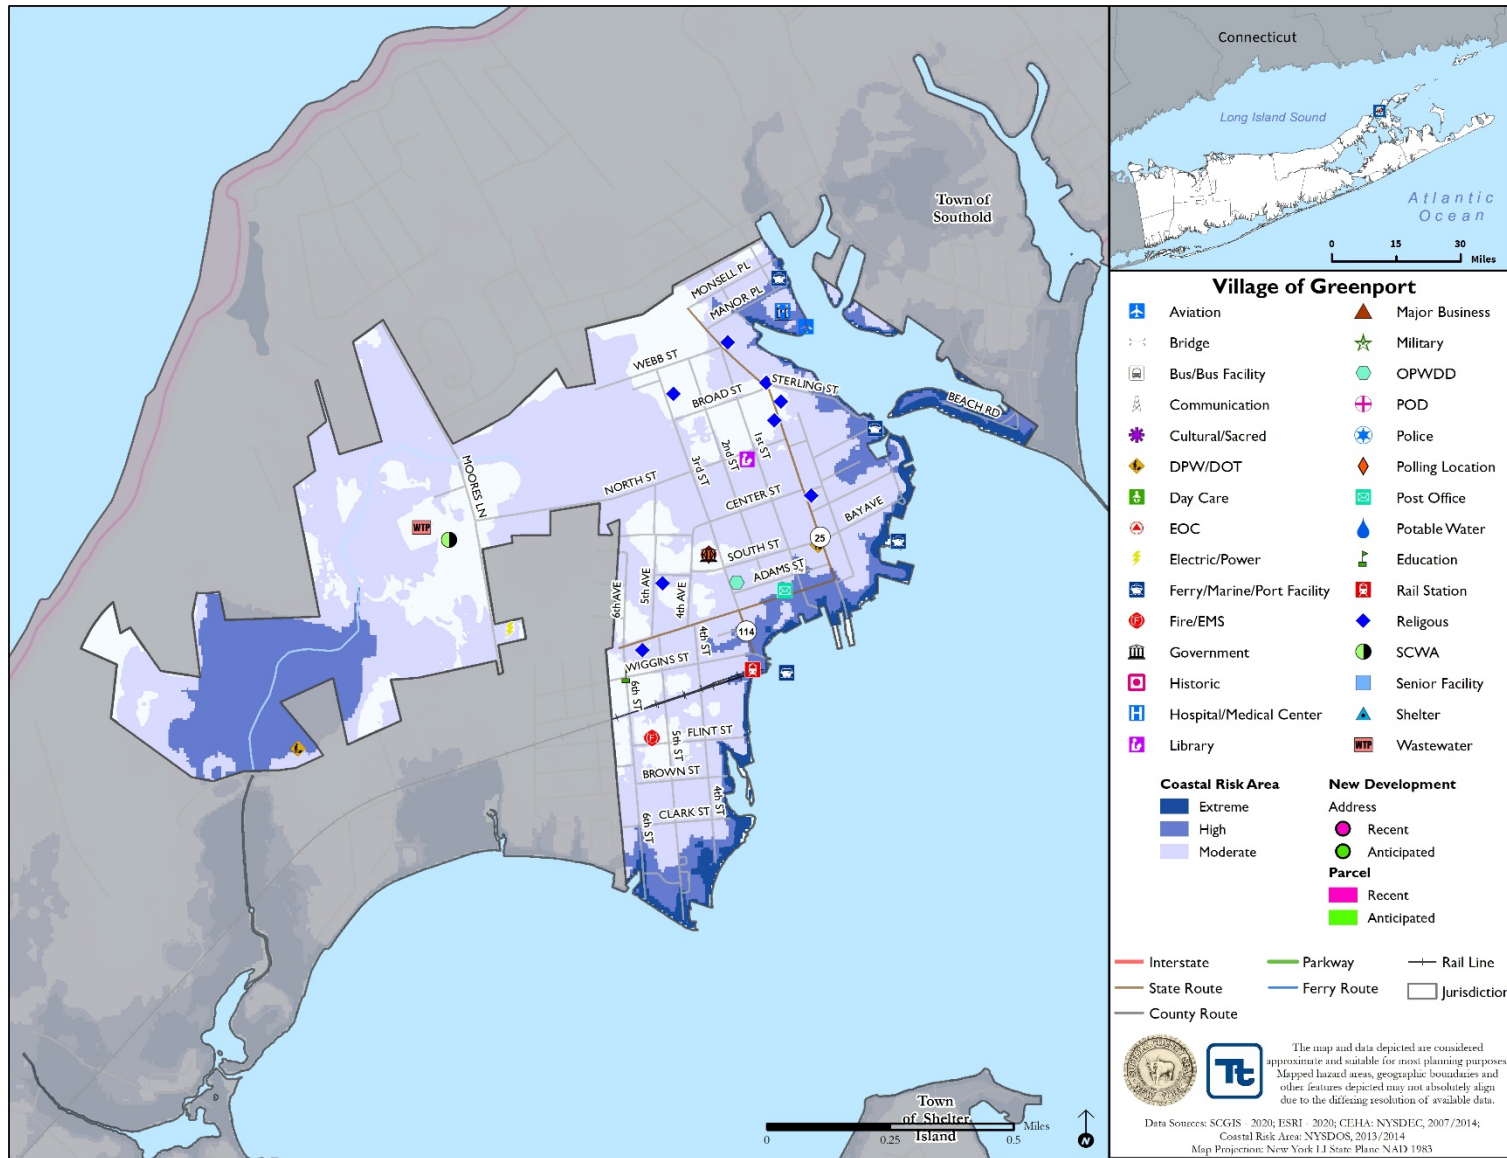 Town of
Southold
MONSELL PL
MANOR PL
WEBB ST
BROAD ST
STERLING ST
BEACH RD
1st ST
2nd ST
3rd ST
MOORES LN
NORTH ST
CENTER ST
BAY AVE
WTP
25
SOUTH ST
ADAMS ST
6th AVE
5th AVE
4th AVE
114
4th ST
WIGGINS ST
6th ST
FLINT ST
5th ST
BROWN ST
4th ST
CLARK ST
6th ST
Town
of Shelter
Island
0 0.25 0.5 Miles
N
Connecticut
Long Island Sound
Atlantic
Ocean
0 15 30
Miles
Village of Greenport
Aviation
Bridge
Bus/Bus Facility
Communication
Cultural/Sacred
DPW/DOT
Day Care
EOC
Electric/Power
Ferry/Marine/Port Facility
Fire/EMS
Government
Historic
Hospital/Medical Center
Library
Major Business
Military
OPWDD
POD
Police
Polling Location
Post Office
Potable Water
Education
Rail Station
Religous
SCWA
Senior Facility
Shelter
WTP Wastewater
Coastal Risk Area
Extreme
High
Moderate
New Development
Address
Recent
Anticipated
Parcel
Recent
Anticipated
Interstate
State Route
County Route
Parkway
Ferry Route
Rail Line
Jurisdiction
Tt
The map and data depicted are considered
approximate and suitable for most planning purposes.
Mapped hazard areas, geographic boundaries and
other features depicted may not absolutely align
due to the differing resolution of available data.
Data Sources: SCGIS - 2020; ESRI - 2020; CEHA: NYSDEC, 2007/2014;
Coastal Risk Area: NYSDOS, 2013/2014
Map Projection: New York LI State Plane NAD 1983